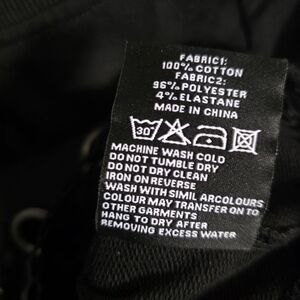 FABRIC1:
100% COTTON
FABRIC2:
96% POLYESTER
4% ELASTANE
MADE IN CHINA
30°
MACHINE WASH COLD
DO NOT TUMBLE DRY
DO NOT DRY CLEAN
IRON ON REVERSE
WASH WITH SIMIL ARCOLOURS
COLOUR MAY TRANSFER ON TO
OTHER GARMENTS
HANG TO DRY AFTER
REMOVING EXCESS WATER